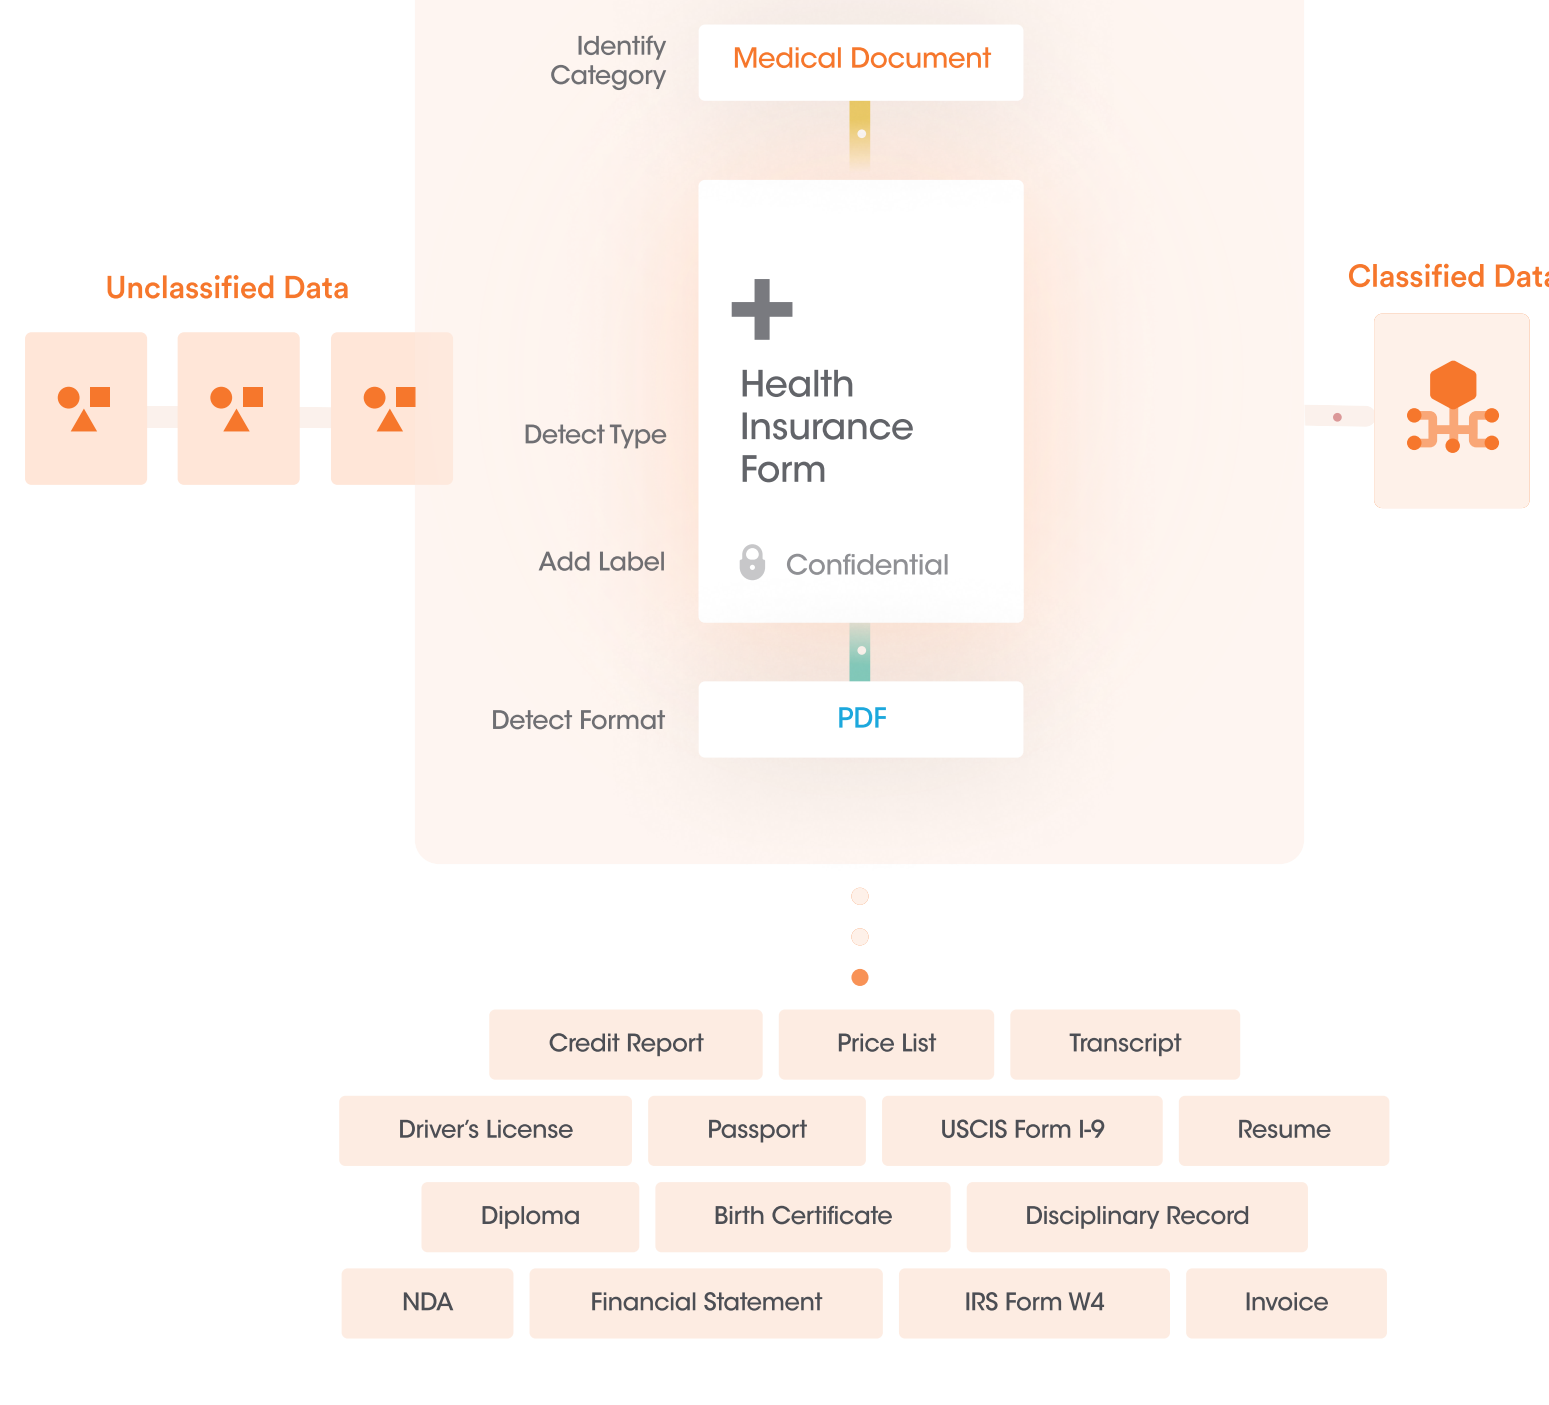 Identify
Category
Medical Document
Unclassified Data
Classified Data
Health
Insurance
Form
Detect Type
Add Label
Confidential
Detect Format
PDF
Credit Report
Price List
Transcript
Driver’s License
Passport
USCIS Form I-9
Resume
Diploma
Birth Certificate
Disciplinary Record
NDA
Financial Statement
IRS Form W4
Invoice